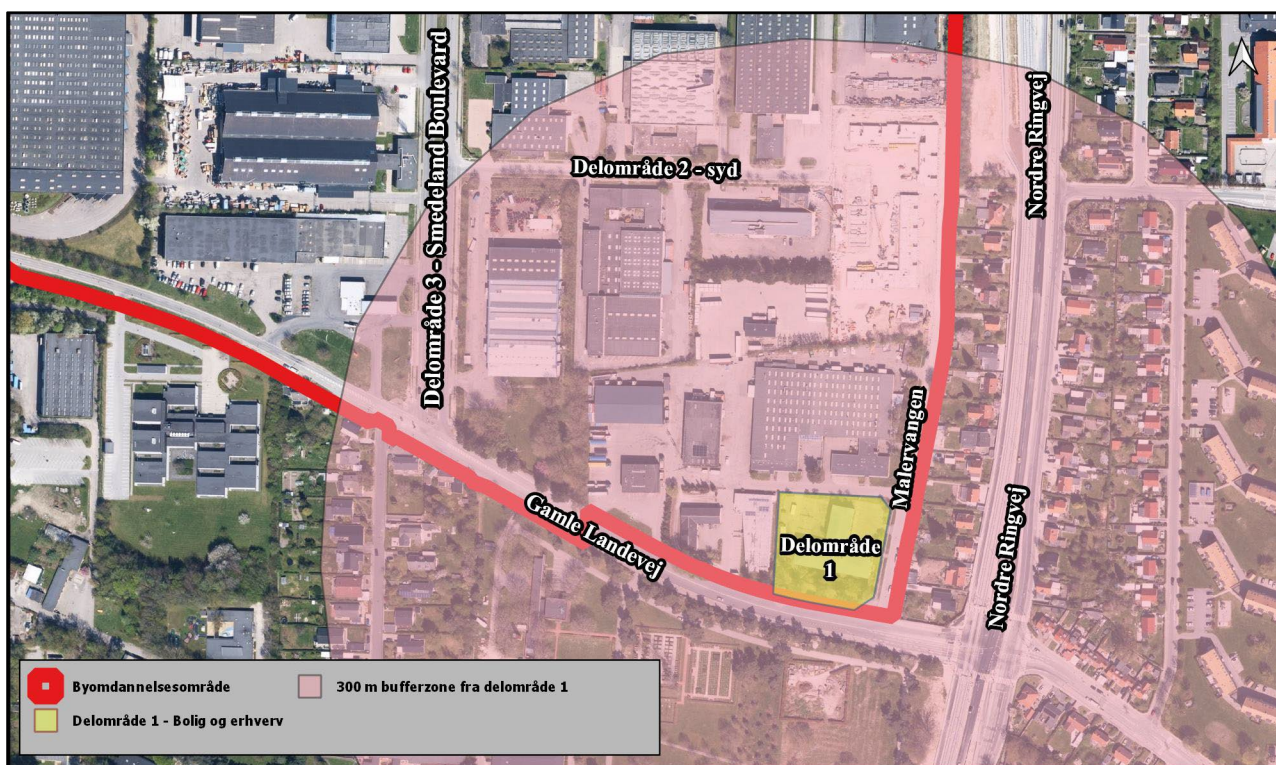 Delområde 3 - Smedeland Boulevard
Delområde 2 - syd
Nordre Ringvej
Malervangen
Gamle Landevej
Delområde
1
Nordre Ringvej
Byomdannelsesområde
300 m bufferzone fra delområde 1
Delområde 1 - Bolig og erhverv